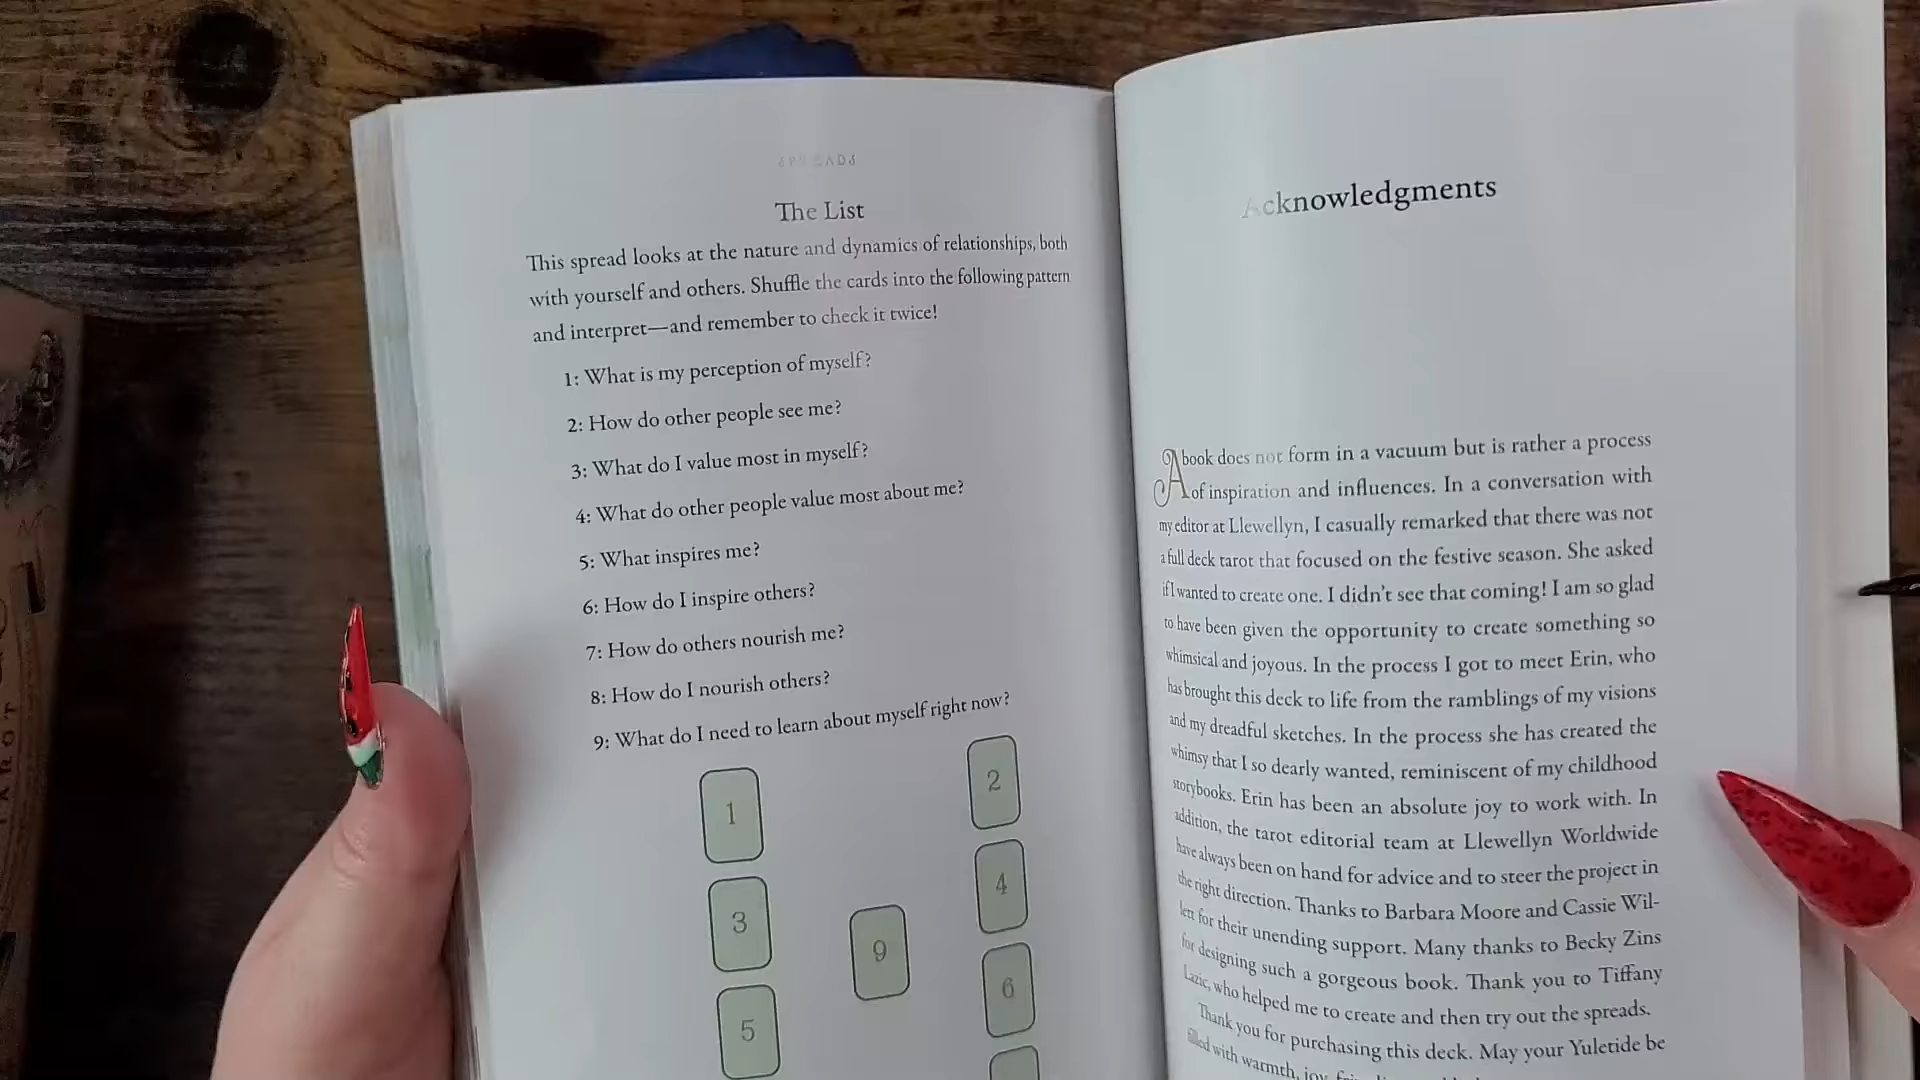 SPREADS
The List
This spread looks at the nature and dynamics of relationships, both
with yourself and others. Shuffle the cards into the following pattern
and interpret—and remember to check it twice!
1: What is my perception of myself?
2: How do other people see me?
3: What do I value most in myself?
4: What do other people value most about me?
5: What inspires me?
6: How do I inspire others?
7: How do others nourish me?
8: How do I nourish others?
9: What do I need to learn about myself right now?
1
2
3
4
9
5
6
Acknowledgments
A book does not form in a vacuum but is rather a process
of inspiration and influences. In a conversation with
my editor at Llewellyn, I casually remarked that there was not
a full deck tarot that focused on the festive season. She asked
if I wanted to create one. I didn't see that coming! I am so glad
to have been given the opportunity to create something so
whimsical and joyous. In the process I got to meet Erin, who
has brought this deck to life from the ramblings of my visions
and my dreadful sketches. In the process she has created the
whimsy that I so dearly wanted, reminiscent of my childhood
storybooks. Erin has been an absolute joy to work with. In
addition, the tarot editorial team at Llewellyn Worldwide
have always been on hand for advice and to steer the project in
the right direction. Thanks to Barbara Moore and Cassie Wil-
lett for their unending support. Many thanks to Becky Zins
for designing such a gorgeous book. Thank you to Tiffany
Lazic, who helped me to create and then try out the spreads.
Thank you for purchasing this deck. May your Yuletide be
filled with warmth, joy,